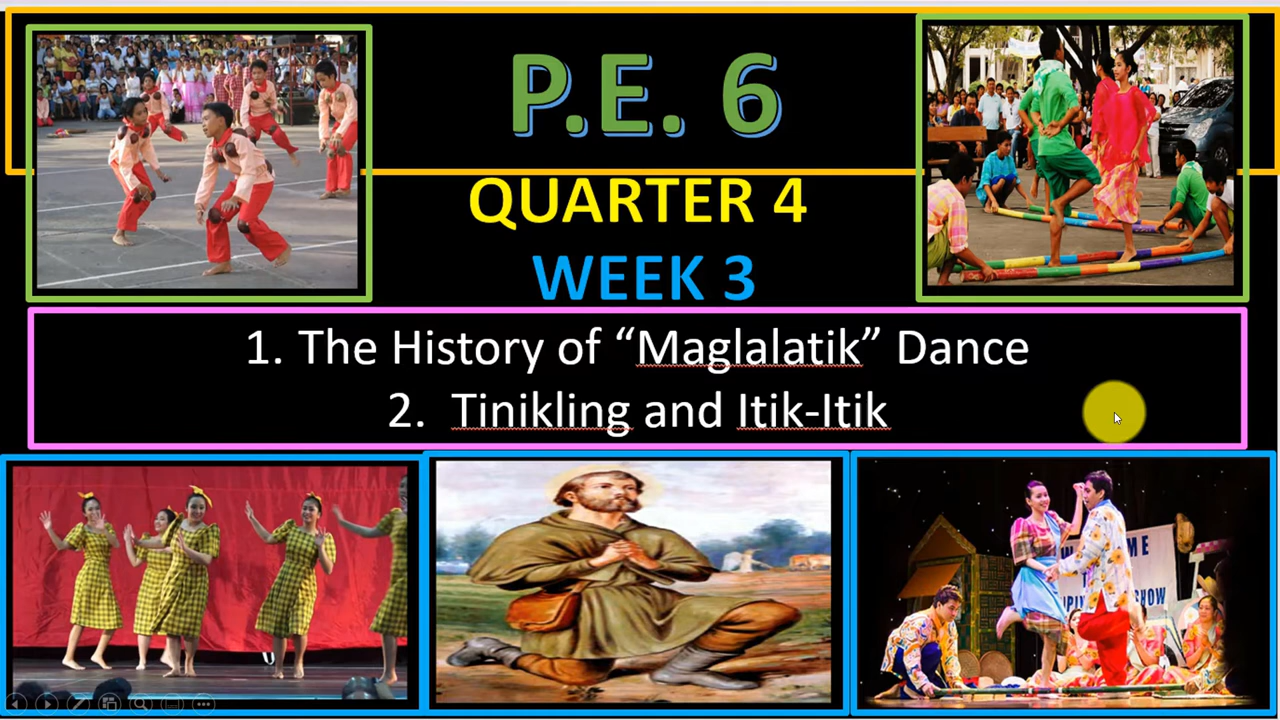 P.E. 6
QUARTER 4
WEEK 3
1. The History of “Maglalatik” Dance
2. Tinikling and Itik-Itik